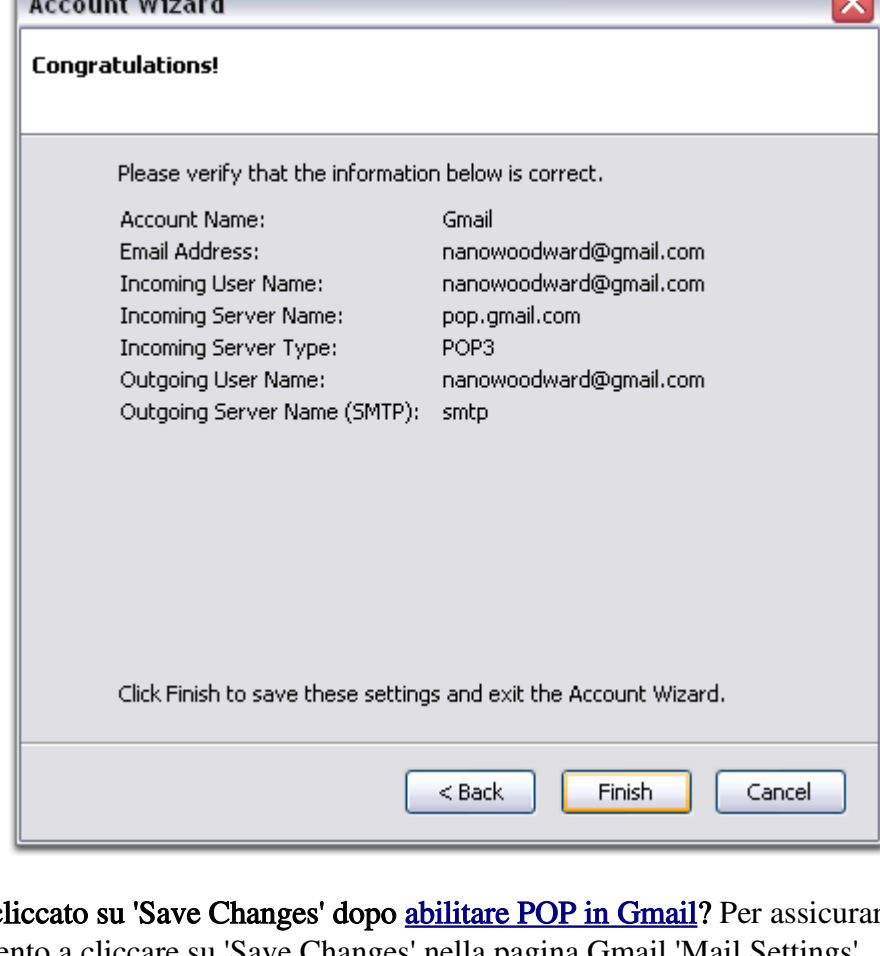 Account Wizard
Congratulations!
Please verify that the information below is correct.
Account Name: Gmail
Email Address: nanowoodward@gmail.com
Incoming User Name: nanowoodward@gmail.com
Incoming Server Name: pop.gmail.com
Incoming Server Type: POP3
Outgoing User Name: nanowoodward@gmail.com
Outgoing Server Name (SMTP): smtp
Click Finish to save these settings and exit the Account Wizard.
< Back Finish Cancel
cliccato su 'Save Changes' dopo abilitare POP in Gmail? Per
a cliccare su 'Save Changes' nella pagina Gmail 'Mail Settings'